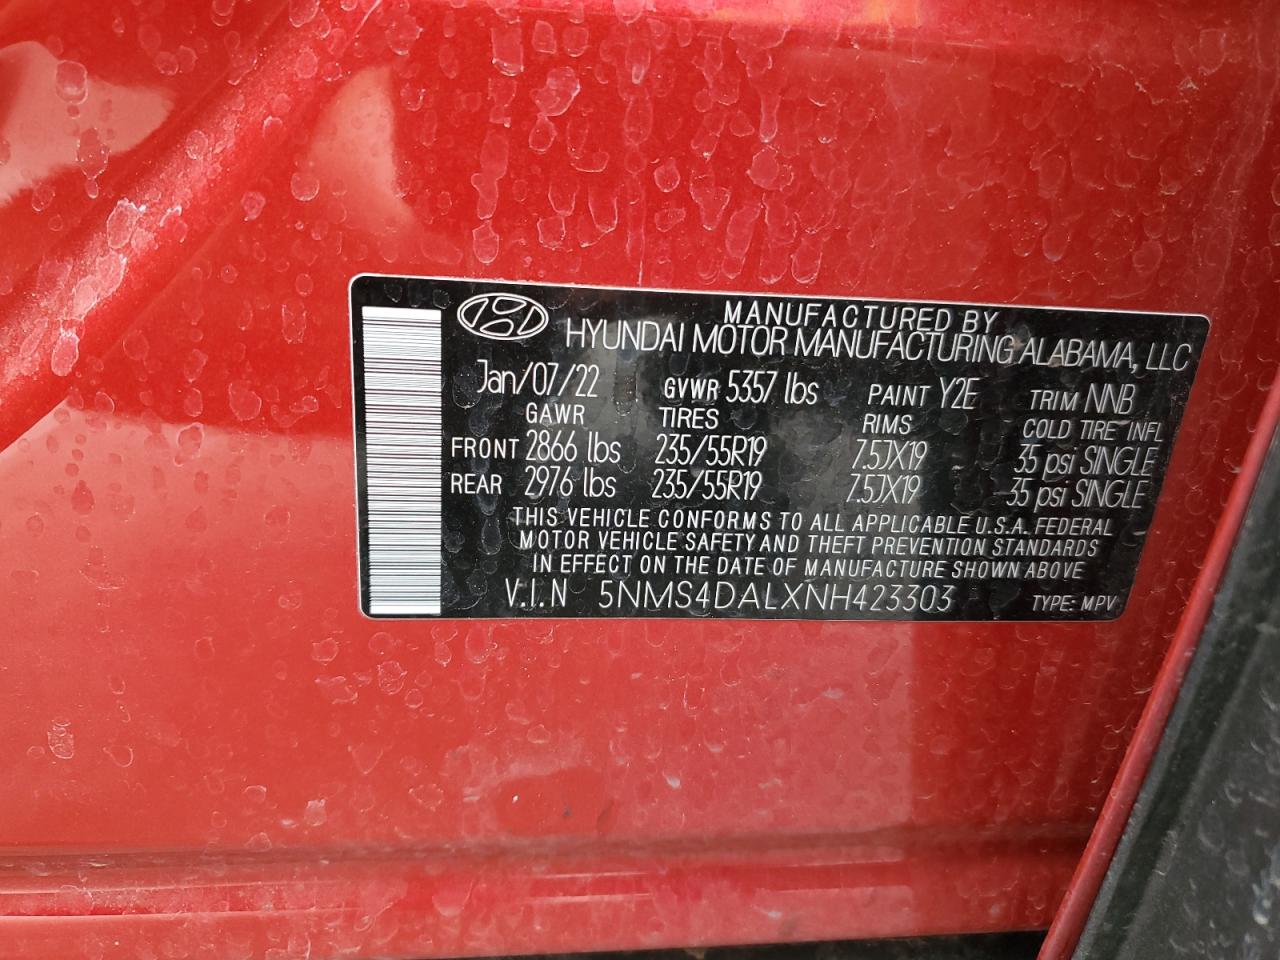 MANUFACTURED BY
HYUNDAI MOTOR MANUFACTURING ALABAMA, LLC
Jan/07/22 GVWR 5357 lbs PAINT Y2E TRIM NNB
GAWR TIRES RIMS COLD TIRE INFL
FRONT 2866 lbs 235/55R19 7.5JX19 35 psi SINGLE
REAR 2976 lbs 235/55R19 7.5JX19 35 psi SINGLE
THIS VEHICLE CONFORMS TO ALL APPLICABLE U.S.A. FEDERAL
MOTOR VEHICLE SAFETY AND THEFT PREVENTION STANDARDS
IN EFFECT ON THE DATE OF MANUFACTURE SHOWN ABOVE
V.I.N 5NMS4DALXNH423303 TYPE: MPV